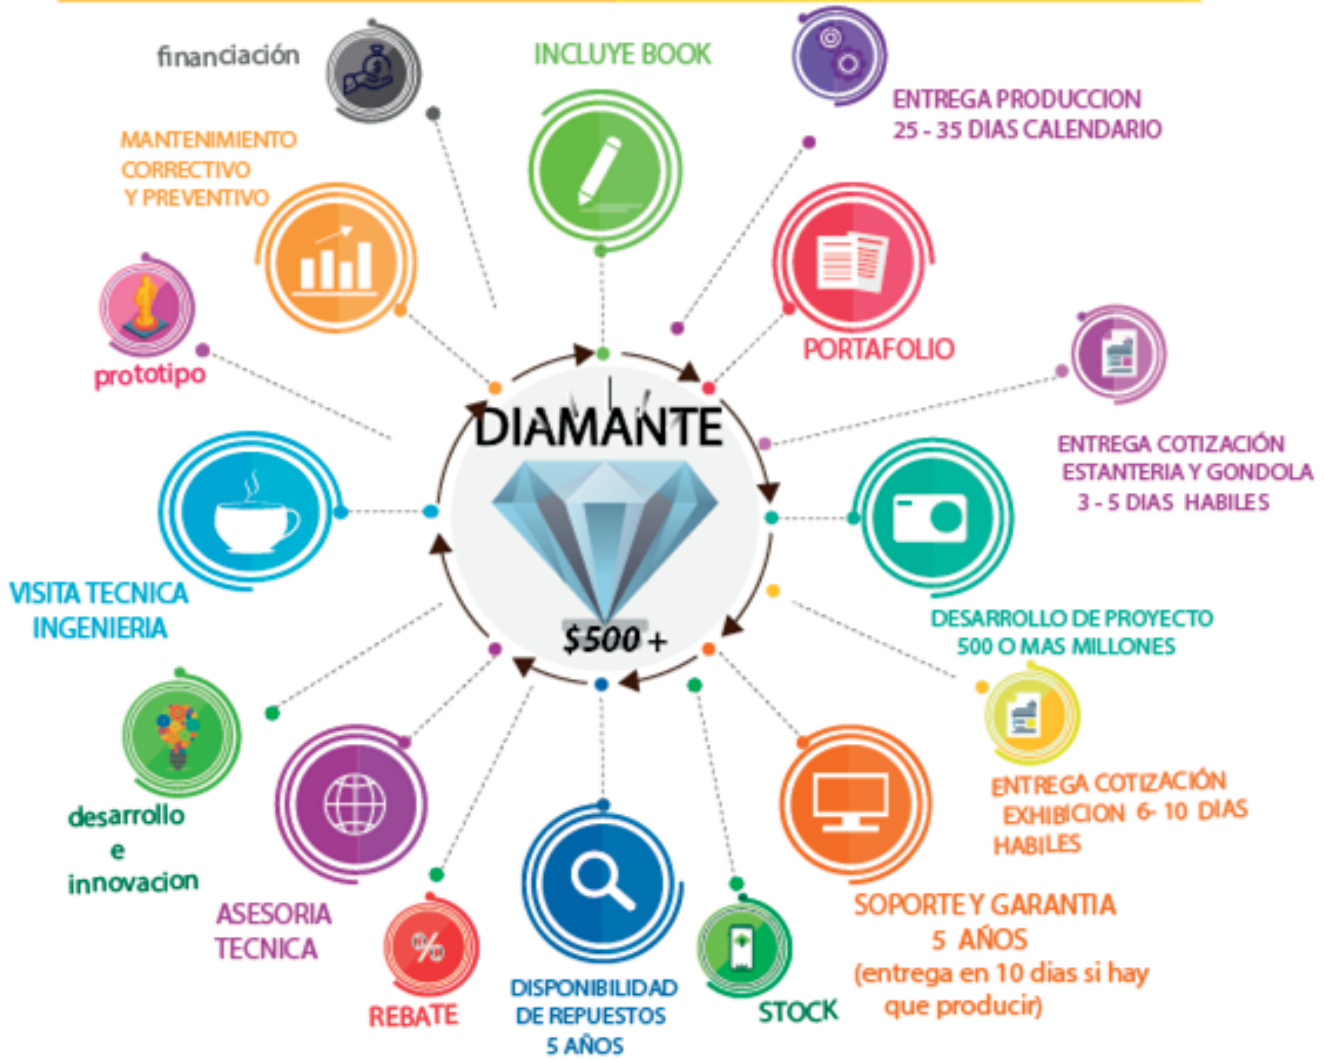 financiación
INCLUYE BOOK
ENTREGA PRODUCCION
25 - 35 DIAS CALENDARIO
MANTENIMIENTO
CORRECTIVO
Y PREVENTIVO
PORTAFOLIO
prototipo
DIAMANTE
$500 +
ENTREGA COTIZACIÓN
ESTANTERIA Y GONDOLA
3 - 5 DIAS HABILES
VISITA TECNICA
INGENIERIA
DESARROLLO DE PROYECTO
500 O MAS MILLONES
ENTREGA COTIZACIÓN
EXHIBICION 6- 10 DIAS
HABILES
desarrollo
e
innovacion
ASESORIA
TECNICA
%
REBATE
DISPONIBILIDAD
DE REPUESTOS
5 AÑOS
STOCK
SOPORTE Y GARANTIA
5 AÑOS
(entrega en 10 dias si hay
que producir)